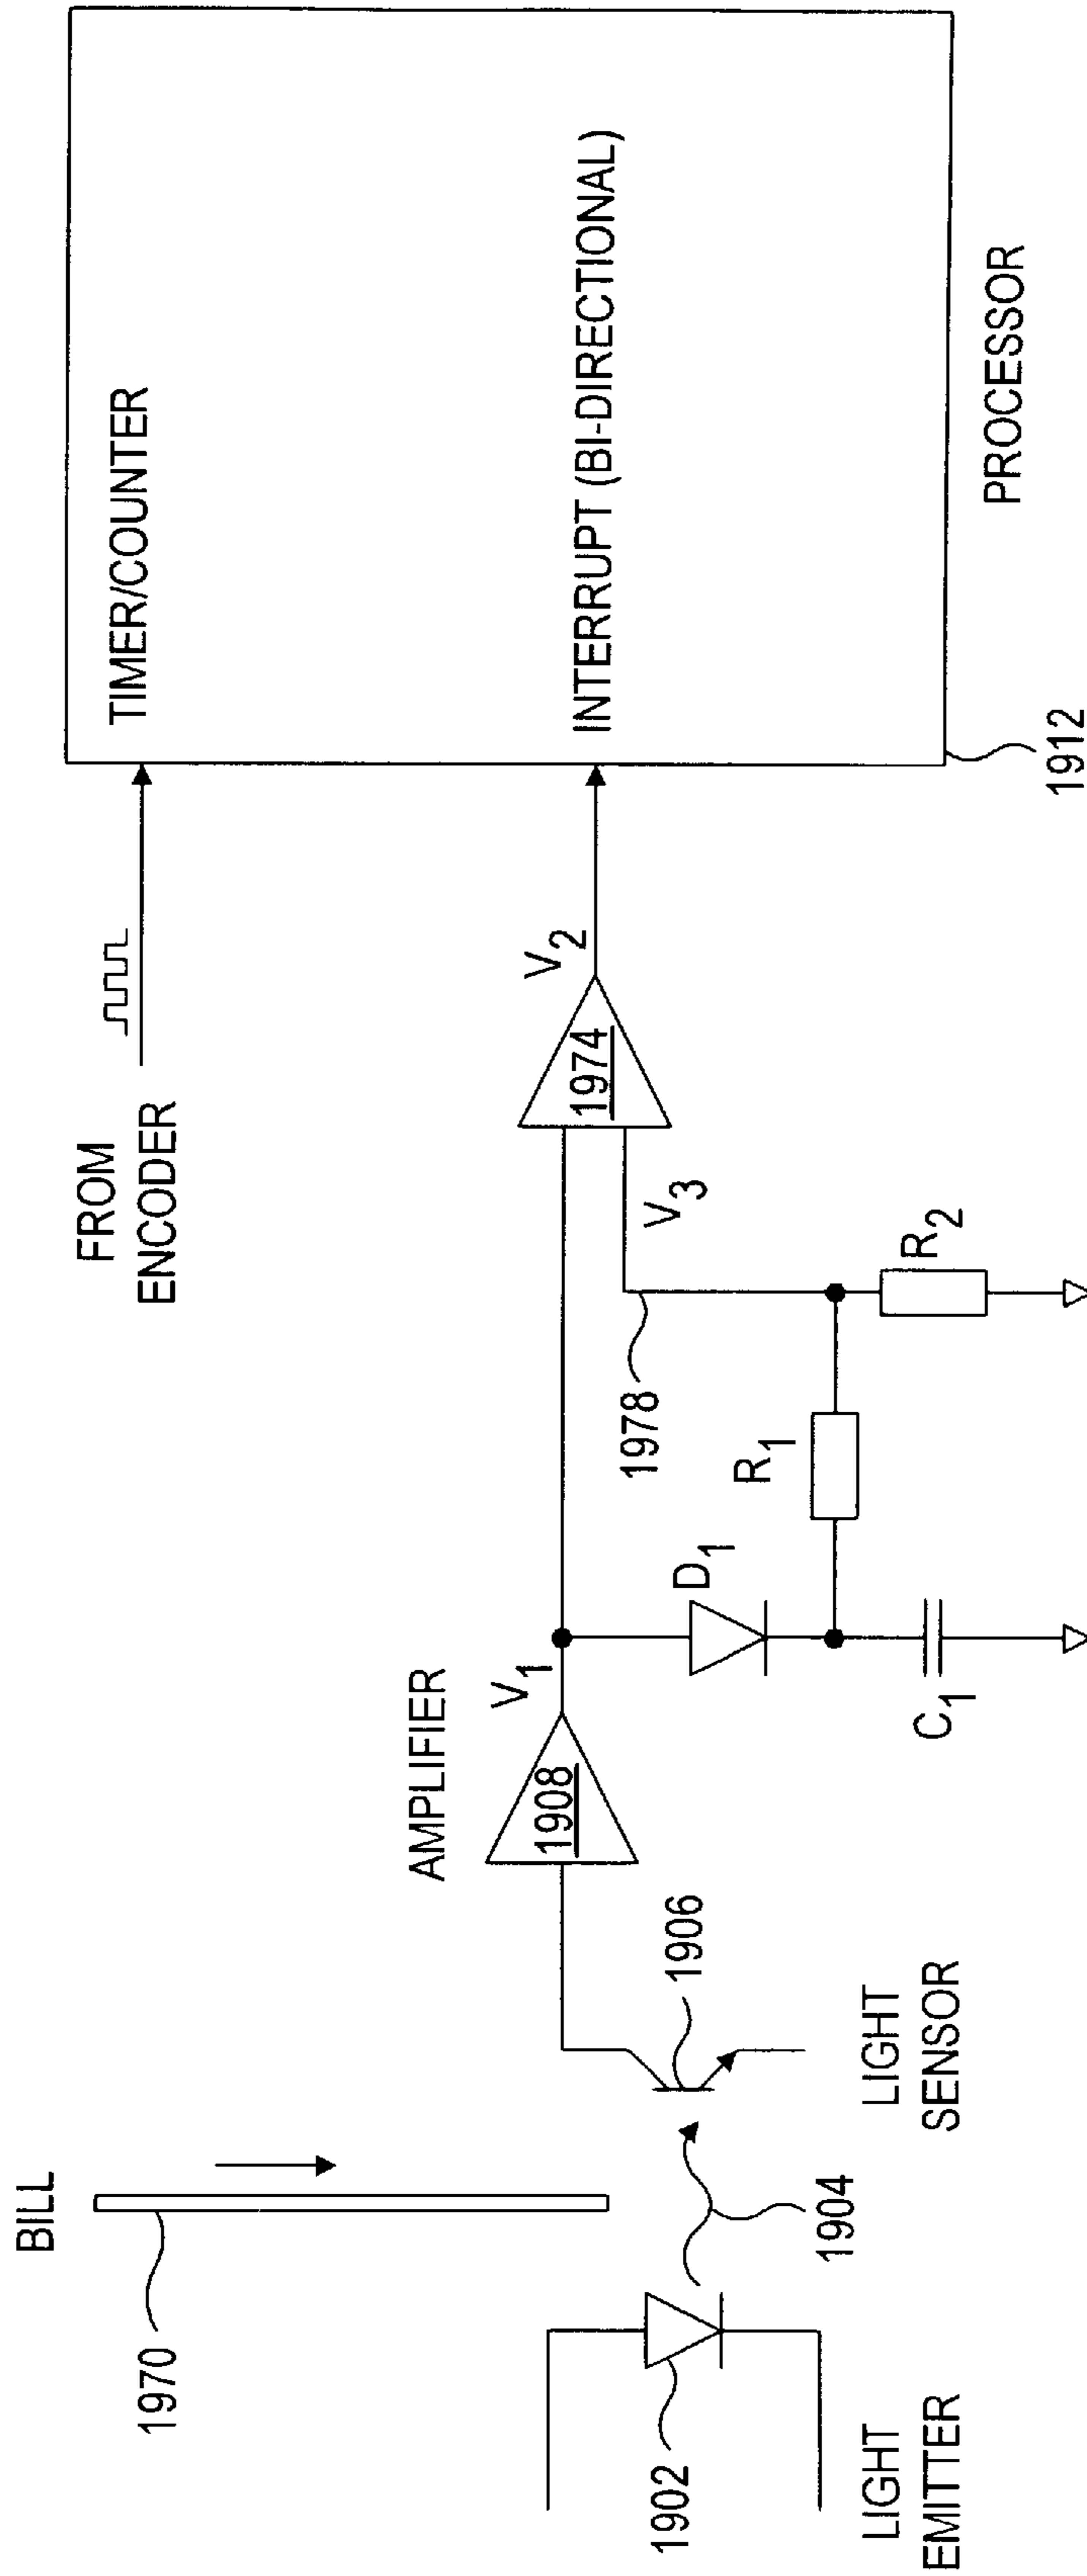 BILL
1970
1902
LIGHT
EMITTER
1904
1906
LIGHT
SENSOR
AMPLIFIER
1908
V1
D1
C1
R1
R2
1978
V3
1974
V2
FROM
ENCODER
TIMER/COUNTER
INTERRUPT (BI-DIRECTIONAL)
1912
PROCESSOR